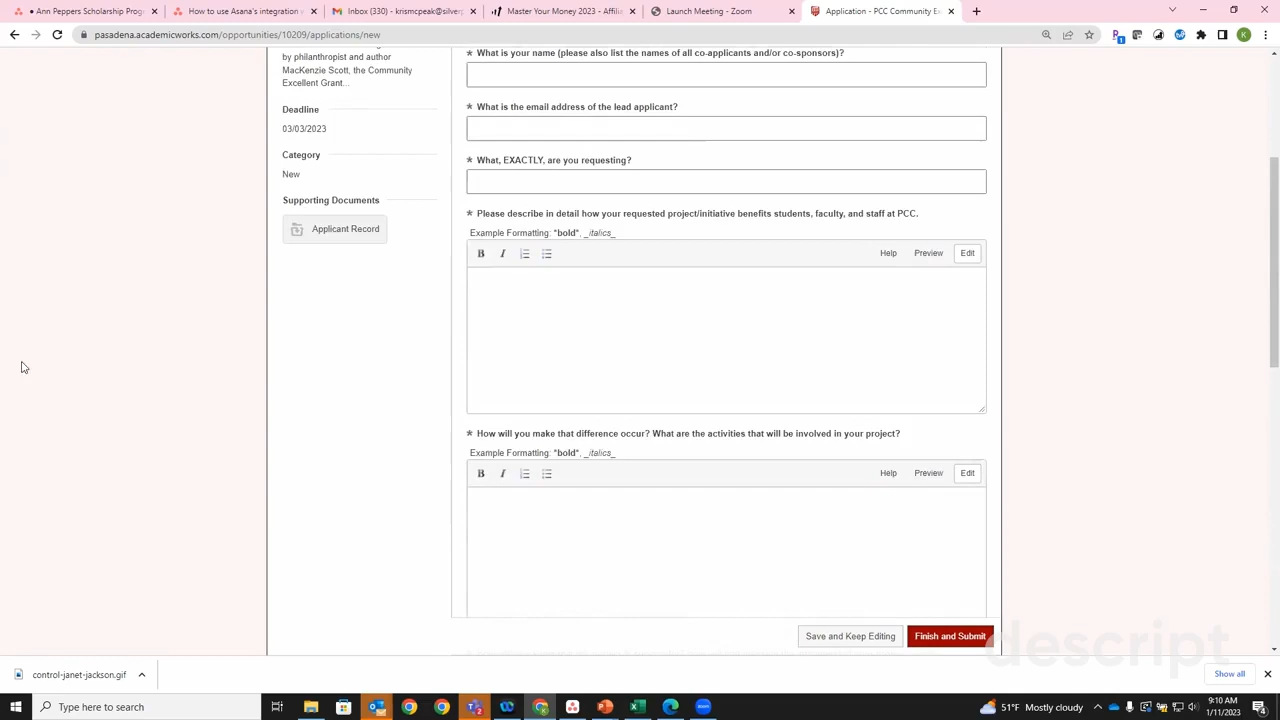 Ann Peppers Scholarship Prog
How to use Asana's integration w
Inbox (330) - krismcpeak@silverg
Master Your Money 2023 - Affilia
Launch Meeting - Zoom
Application - PCC Community Ex
pasadena.academicworks.com/opportunities/10209/applications/new
1
K
by philanthropist and author
MacKenzie Scott, the Community
Excellent Grant...
Deadline
03/03/2023
Category
New
Supporting Documents
Applicant Record
* What is your name (please also list the names of all co-applicants and/or co-sponsors)?
* What is the email address of the lead applicant?
* What, EXACTLY, are you requesting?
* Please describe in detail how your requested project/initiative benefits students, faculty, and staff at PCC.
Example Formatting: *bold*, _italics_
B I Help Preview Edit
* How will you make that difference occur? What are the activities that will be involved in your project?
Example Formatting: *bold*, _italics_
B I Help Preview Edit
Save and Keep Editing Finish and Submit
descript
control-janet-jackson.gif
Show all
Type here to search
zoom
51°F Mostly cloudy
9:10 AM
1/11/2023